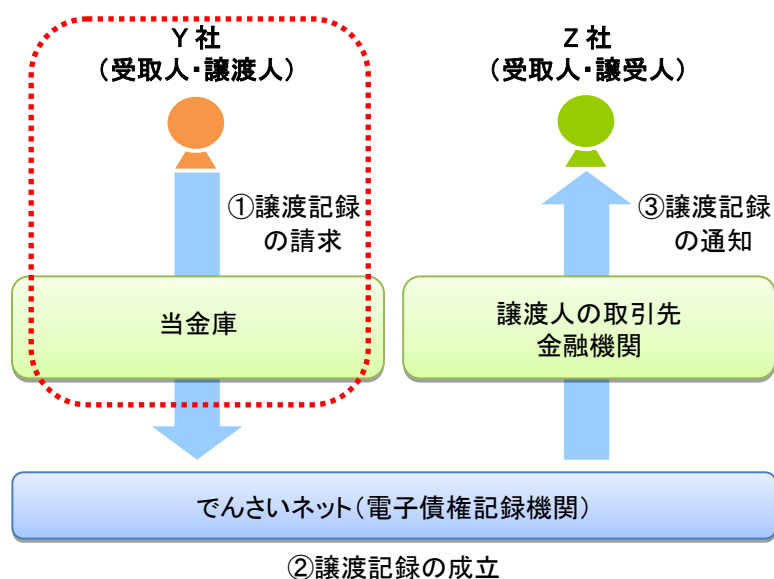 Y 社
(受取人・譲渡人)
Z 社
(受取人・譲受人)
①譲渡記録
の請求
③譲渡記録
の通知
当金庫
譲渡人の取引先
金融機関
でんさいネット(電子債権記録機関)
②譲渡記録の成立